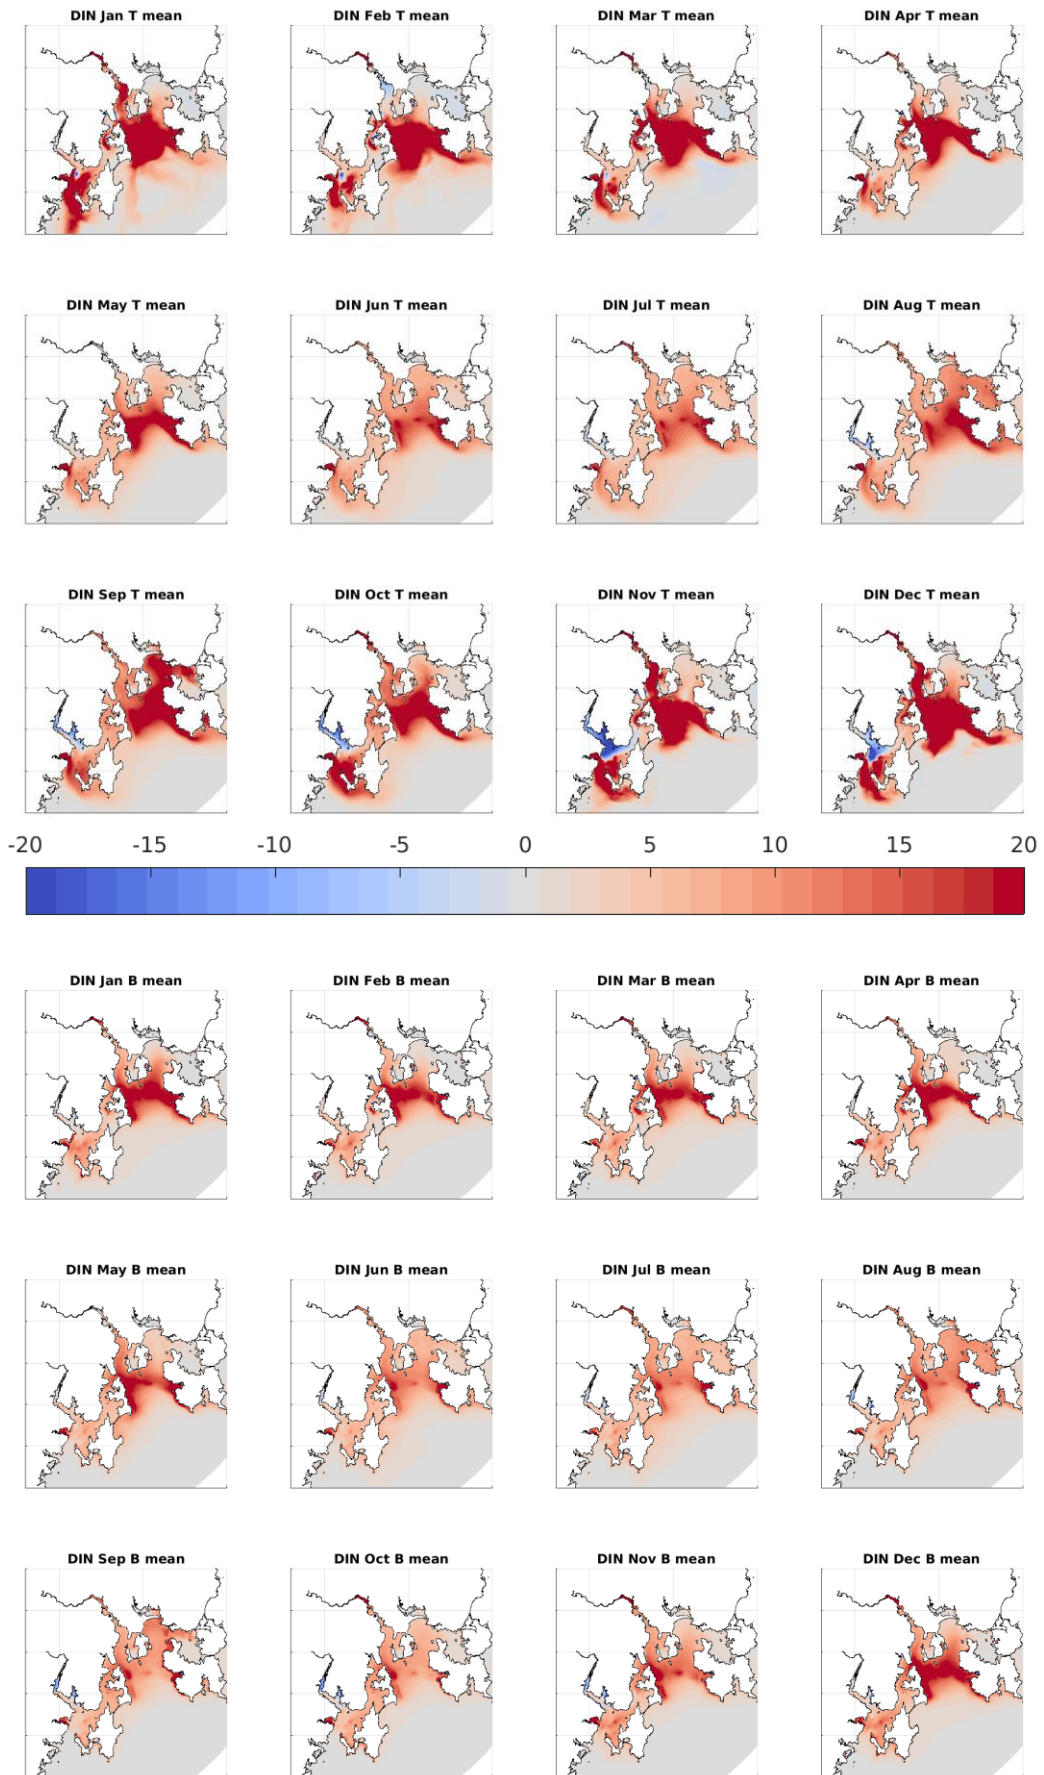 DIN Jan T mean DIN Feb T mean DIN Mar T mean DIN Apr T mean
DIN May T mean DIN Jun T mean DIN Jul T mean DIN Aug T mean
DIN Sep T mean DIN Oct T mean DIN Nov T mean DIN Dec T mean
-20 -15 -10 -5 0 5 10 15 20
DIN Jan B mean DIN Feb B mean DIN Mar B mean DIN Apr B mean
DIN May B mean DIN Jun B mean DIN Jul B mean DIN Aug B mean
DIN Sep B mean DIN Oct B mean DIN Nov B mean DIN Dec B mean